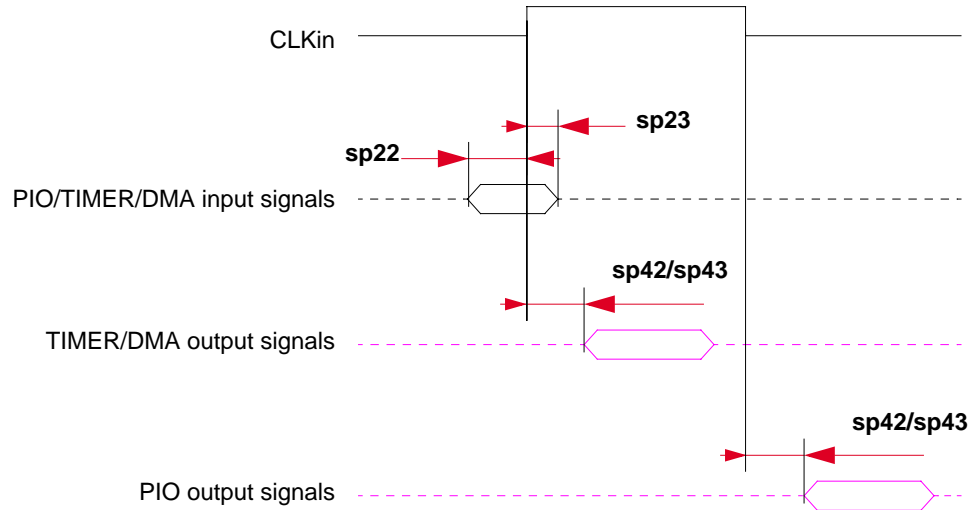 CLKin
sp23
sp22
PIO/TIMER/DMA input signals
sp42/sp43
TIMER/DMA output signals
sp42/sp43
PIO output signals